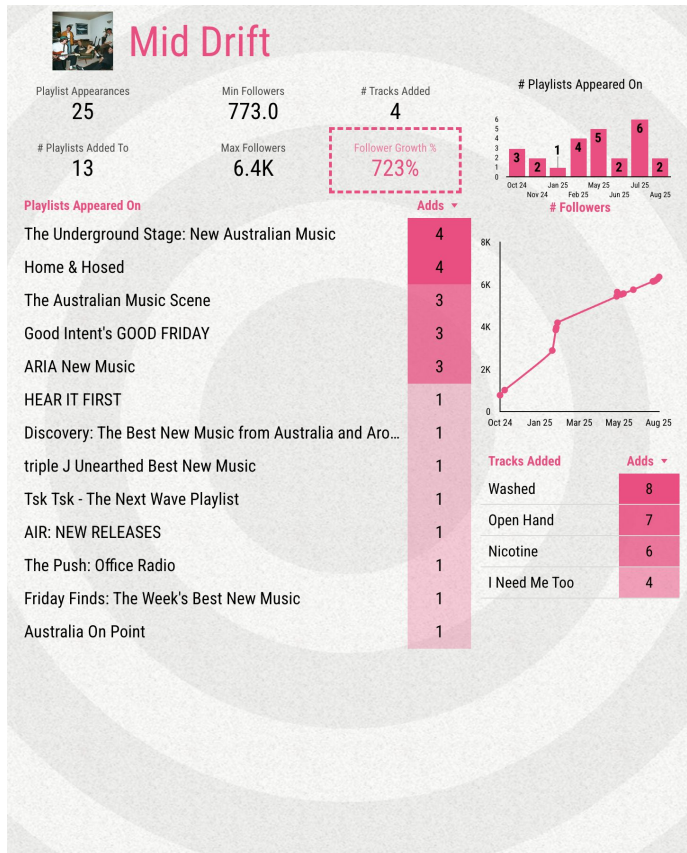 Mid Drift
Playlist Appearances
25
Min Followers
773.0
# Tracks Added
4
# Playlists Added To
13
Max Followers
6.4K
Follower Growth %
723%
# Playlists Appeared On
6
5
4
3
2
1
0
3
2
1
4
5
2
6
2
Oct 24
Nov 24
Jan 25
Feb 25
May 25
Jun 25
Jul 25
Aug 25
Playlists Appeared On Adds
The Underground Stage: New Australian Music 4
Home & Hosed 4
The Australian Music Scene 3
Good Intent's GOOD FRIDAY 3
ARIA New Music 3
HEAR IT FIRST 1
Discovery: The Best New Music from Australia and Aro... 1
triple J Unearthed Best New Music 1
Tsk Tsk - The Next Wave Playlist 1
AIR: NEW RELEASES 1
The Push: Office Radio 1
Friday Finds: The Week's Best New Music 1
Australia On Point 1
# Followers
8K
6K
4K
2K
0
Oct 24 Jan 25 Mar 25 May 25 Aug 25
Tracks Added Adds
Washed 8
Open Hand 7
Nicotine 6
I Need Me Too 4